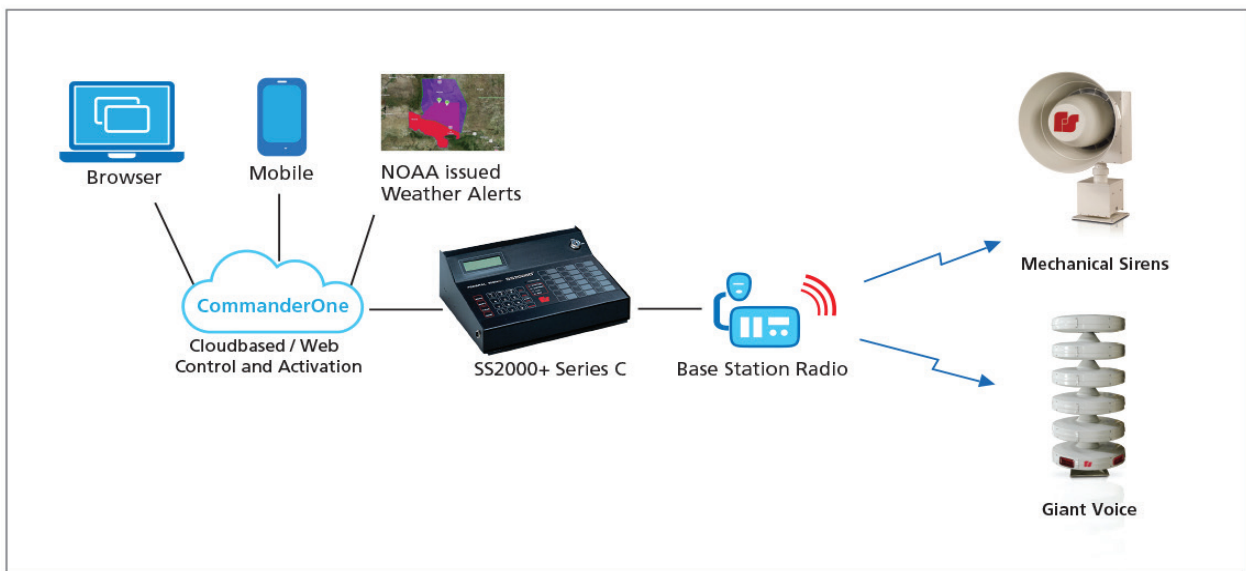 Browser
Mobile
NOAA issued
Weather Alerts
CommanderOne
Cloudbased / Web
Control and Activation
SS2000+ Series C
Base Station Radio
Mechanical Sirens
Giant Voice